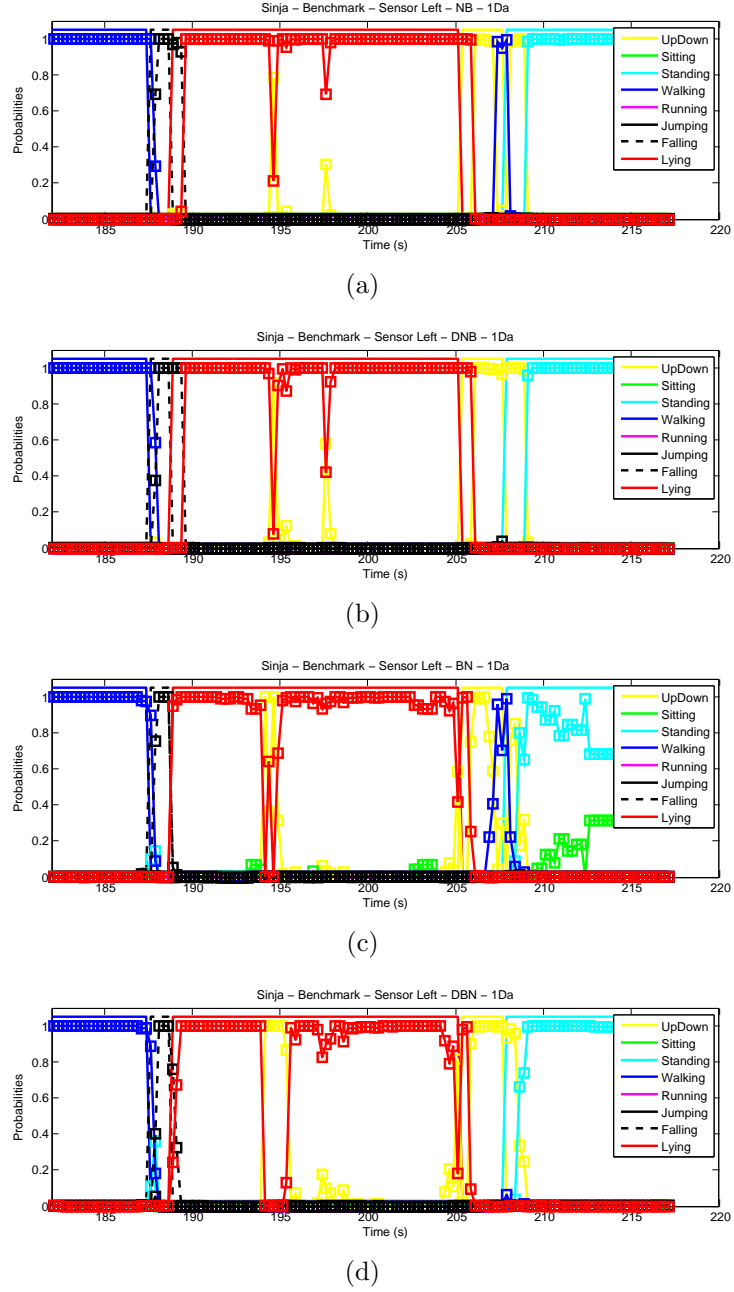 Sinja – Benchmark – Sensor Left – NB – 1Da
Probabilities
1
0.8
0.6
0.4
0.2
0
185 190 195 200 205 210 215 220
Time (s)
UpDown
Sitting
Standing
Walking
Running
Jumping
Falling
Lying
(a)
Sinja – Benchmark – Sensor Left – DNB – 1Da
Probabilities
1
0.8
0.6
0.4
0.2
0
185 190 195 200 205 210 215 220
Time (s)
UpDown
Sitting
Standing
Walking
Running
Jumping
Falling
Lying
(b)
Sinja – Benchmark – Sensor Left – BN – 1Da
Probabilities
1
0.8
0.6
0.4
0.2
0
185 190 195 200 205 210 215 220
Time (s)
UpDown
Sitting
Standing
Walking
Running
Jumping
Falling
Lying
(c)
Sinja – Benchmark – Sensor Left – DBN – 1Da
Probabilities
1
0.8
0.6
0.4
0.2
0
185 190 195 200 205 210 215 220
Time (s)
UpDown
Sitting
Standing
Walking
Running
Jumping
Falling
Lying
(d)